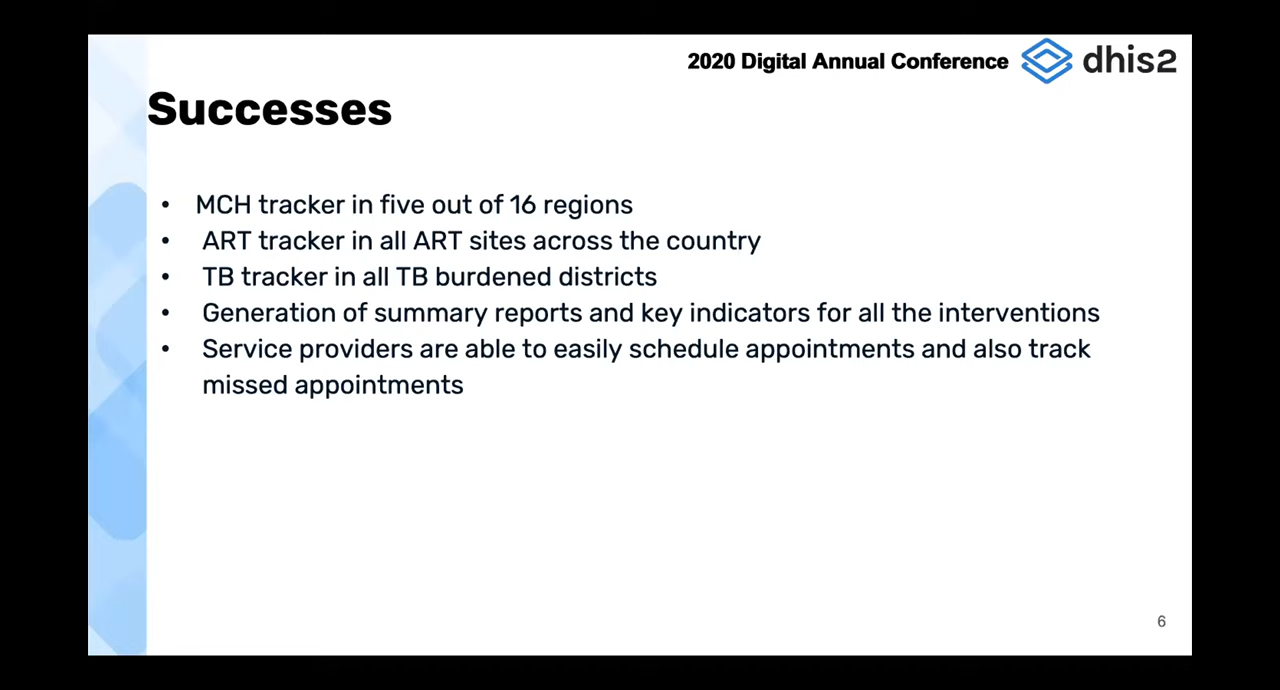 2020 Digital Annual Conference dhis2
Successes
• MCH tracker in five out of 16 regions
• ART tracker in all ART sites across the country
• TB tracker in all TB burdened districts
• Generation of summary reports and key indicators for all the interventions
• Service providers are able to easily schedule appointments and also track
missed appointments
6